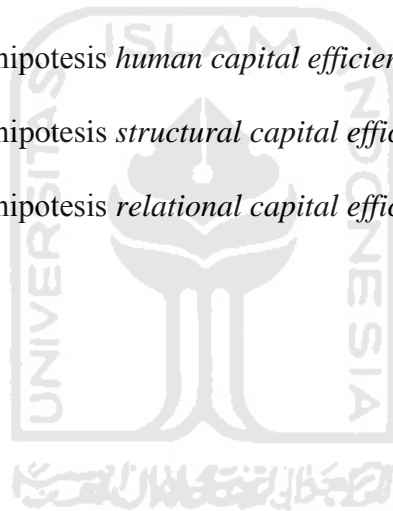 ISLAM
hipotesis human capital efficien
hipotesis structural capital effic
hipotesis relational capital effic
UNIVERSITAS
INDONESIA